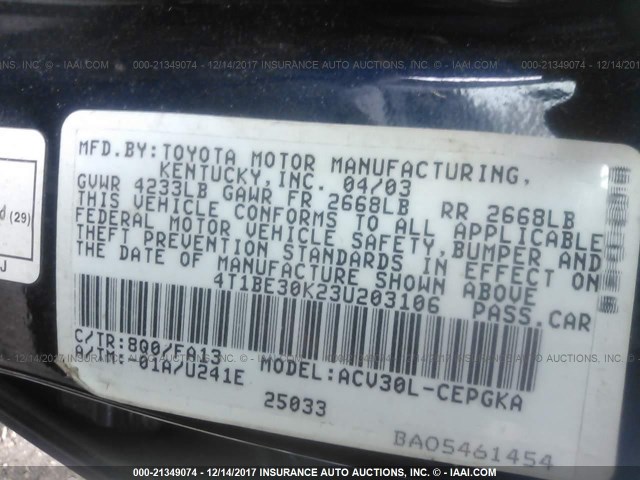 000-21349074 - 12/14/2017 INSURANCE AUTO AUCTIONS, INC. © - IAAI.COM
MFD.BY:TOYOTA MOTOR MANUFACTURING,
KENTUCKY,INC. 04/03
GVWR 4233LB GAWR FR 2668LB RR 2668LB
THIS VEHICLE CONFORMS TO ALL APPLICABLE
FEDERAL MOTOR VEHICLE SAFETY,BUMPER AND
THEFT PREVENTION STANDARDS IN EFFECT ON
THE DATE OF MANUFACTURE SHOWN ABOVE
4T1BE30K23U203106 PASS.CAR
C/TR:8Q0/FA13
A/TM:-01A/U241E MODEL:ACV30L-CEPGKA
25033
BA05461454
(29)
J
000-21349074 - 12/14/2017 INSURANCE AUTO AUCTIONS, INC. © - IAAI.COM